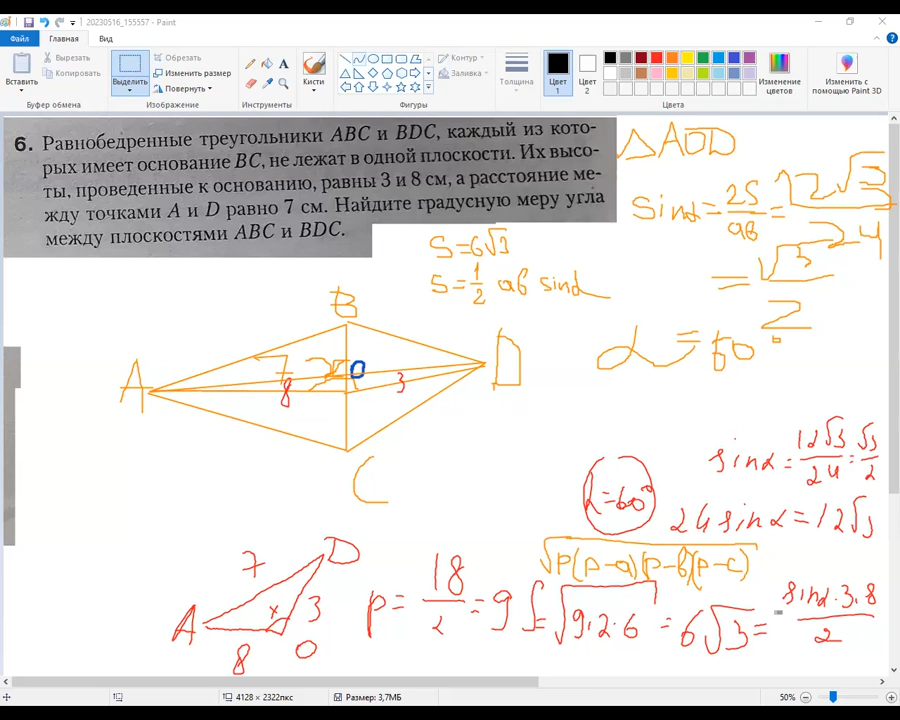 20230516_155557 - Paint
Файл Главная Вид
Вставить
Вырезать
Копировать
Буфер обмена
Выделить
Обрезать
Изменить размер
Повернуть
Изображение
A
Инструменты
Кисти
Контур
Заливка
Фигуры
Толщина
Цвет 1
Цвет 2
Изменение цветов
Цвета
Изменить с помощью Paint 3D
6. Равнобедренные треугольники ABC и BDC, каждый из кото-
рых имеет основание BC, не лежат в одной плоскости. Их высо-
ты, проведенные к основанию, равны 3 и 8 см, а расстояние ме-
жду точками A и D равно 7 см. Найдите градусную меру угла
между плоскостями ABC и BDC.
△AOD
sinα = 2S/ab = 12√3/24
= √3/2
α = 60°
S=6√3
S=1/2 ab sinα
B
A
7
O
8
3
D
C
sinα = 12√3/24 = √3/2
α=60°
24sinα=12√3
√p(p-a)(p-b)(p-c)
7
D
A
x
3
8
O
p = 18/2 = 9
S=√9·2·6 = 6√3 = sinα·3·8/2
4128 × 2322пкс
Размер: 3,7МБ
50%